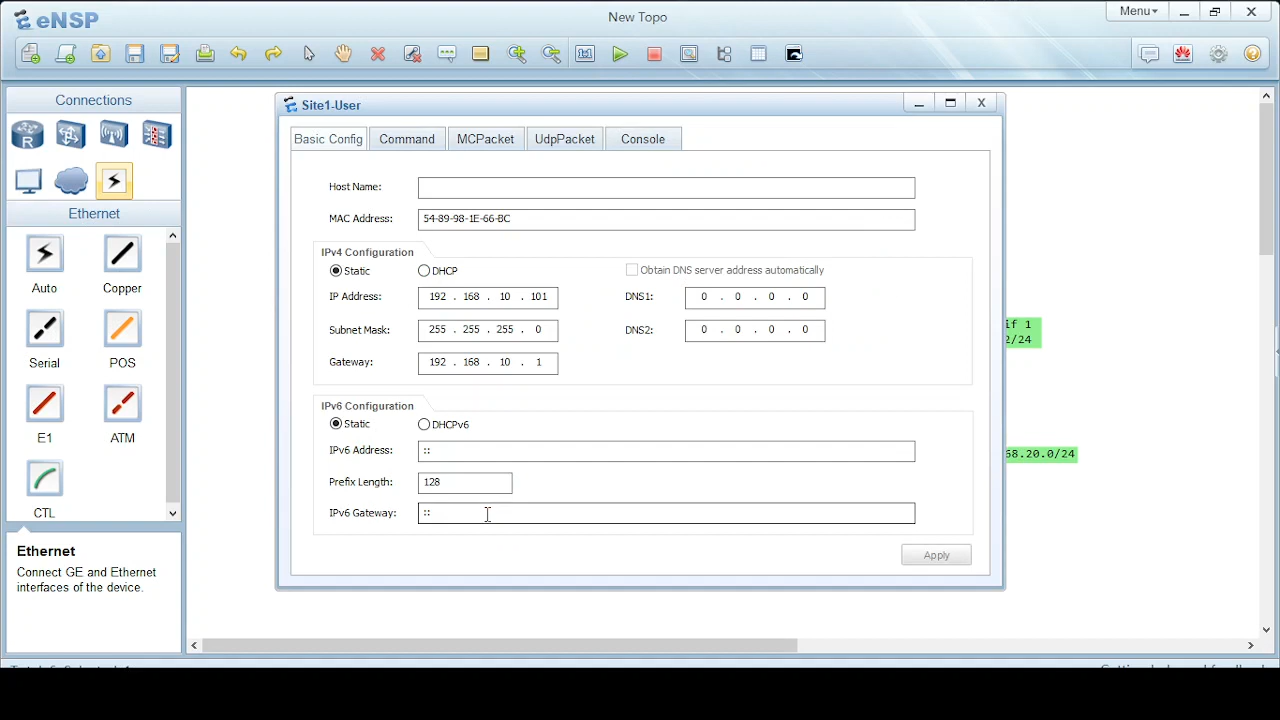 eNSP
New Topo
Menu
Connections
Ethernet
Auto
Copper
Serial
POS
E1
ATM
CTL
Ethernet
Connect GE and Ethernet
interfaces of the device.
Site1-User
Basic Config
Command
MCPacket
UdpPacket
Console
Host Name:
MAC Address: 54-89-98-1E-66-BC
IPv4 Configuration
Static
DHCP
Obtain DNS server address automatically
IP Address: 192 . 168 . 10 . 101
DNS1: 0 . 0 . 0 . 0
Subnet Mask: 255 . 255 . 255 . 0
DNS2: 0 . 0 . 0 . 0
Gateway: 192 . 168 . 10 . 1
IPv6 Configuration
Static
DHCPv6
IPv6 Address: ::
Prefix Length: 128
IPv6 Gateway: ::
Apply
if 1
2/24
68.20.0/24